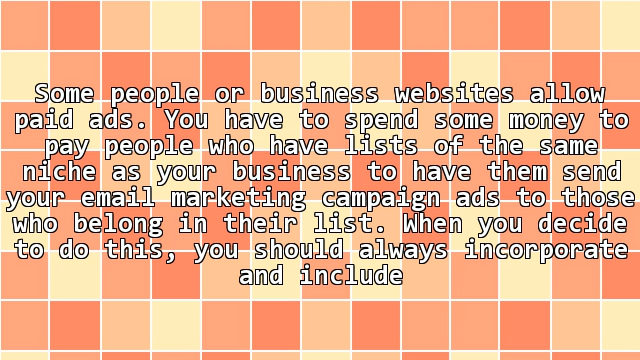 Some people or business websites allow
paid ads. You have to spend some money to
pay people who have lists of the same
niche as your business to have them send
your email marketing campaign ads to those
who belong in their list. When you decide
to do this, you should always incorporate
and include